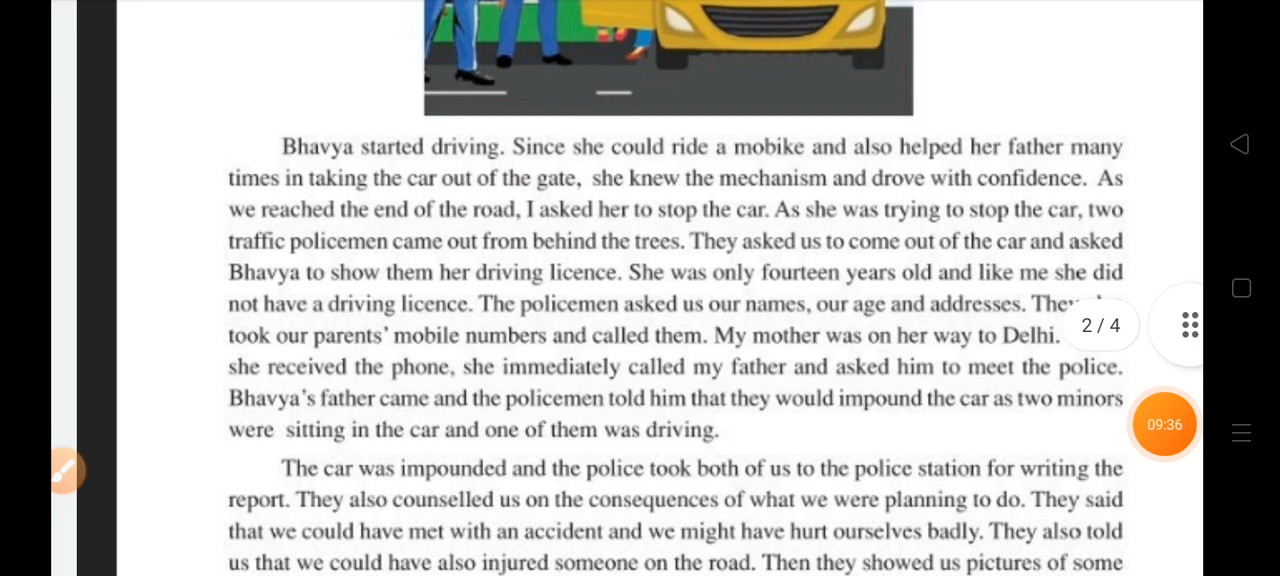 Bhavya started driving. Since she could ride a mobike and also helped her father many
times in taking the car out of the gate, she knew the mechanism and drove with confidence. As
we reached the end of the road, I asked her to stop the car. As she was trying to stop the car, two
traffic policemen came out from behind the trees. They asked us to come out of the car and asked
Bhavya to show them her driving licence. She was only fourteen years old and like me she did
not have a driving licence. The policemen asked us our names, our age and addresses. They
took our parents' mobile numbers and called them. My mother was on her way to Delhi.
2 / 4
she received the phone, she immediately called my father and asked him to meet the police.
Bhavya's father came and the policemen told him that they would impound the car as two minors
were sitting in the car and one of them was driving.
09:36
The car was impounded and the police took both of us to the police station for writing the
report. They also counselled us on the consequences of what we were planning to do. They said
that we could have met with an accident and we might have hurt ourselves badly. They also told
us that we could have also injured someone on the road. Then they showed us pictures of some